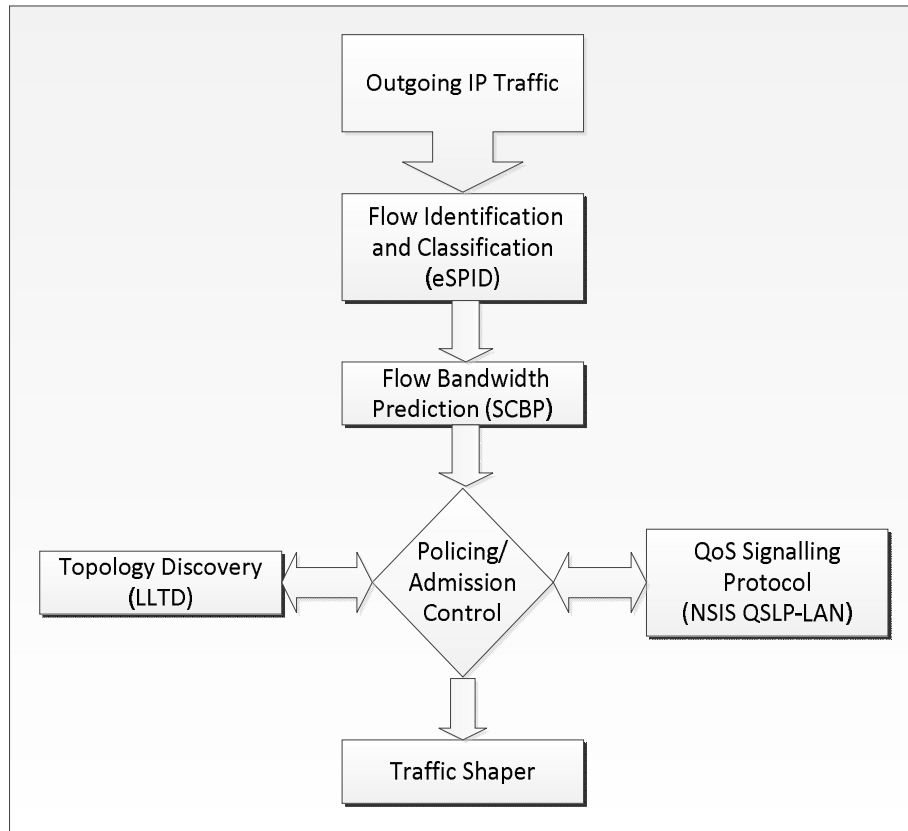 Outgoing IP Traffic
Flow Identification
and Classification
(eSPID)
Flow Bandwidth
Prediction (SCBP)
Topology Discovery
(LLTD)
Policing/
Admission
Control
QoS Signalling
Protocol
(NSIS QSLP-LAN)
Traffic Shaper